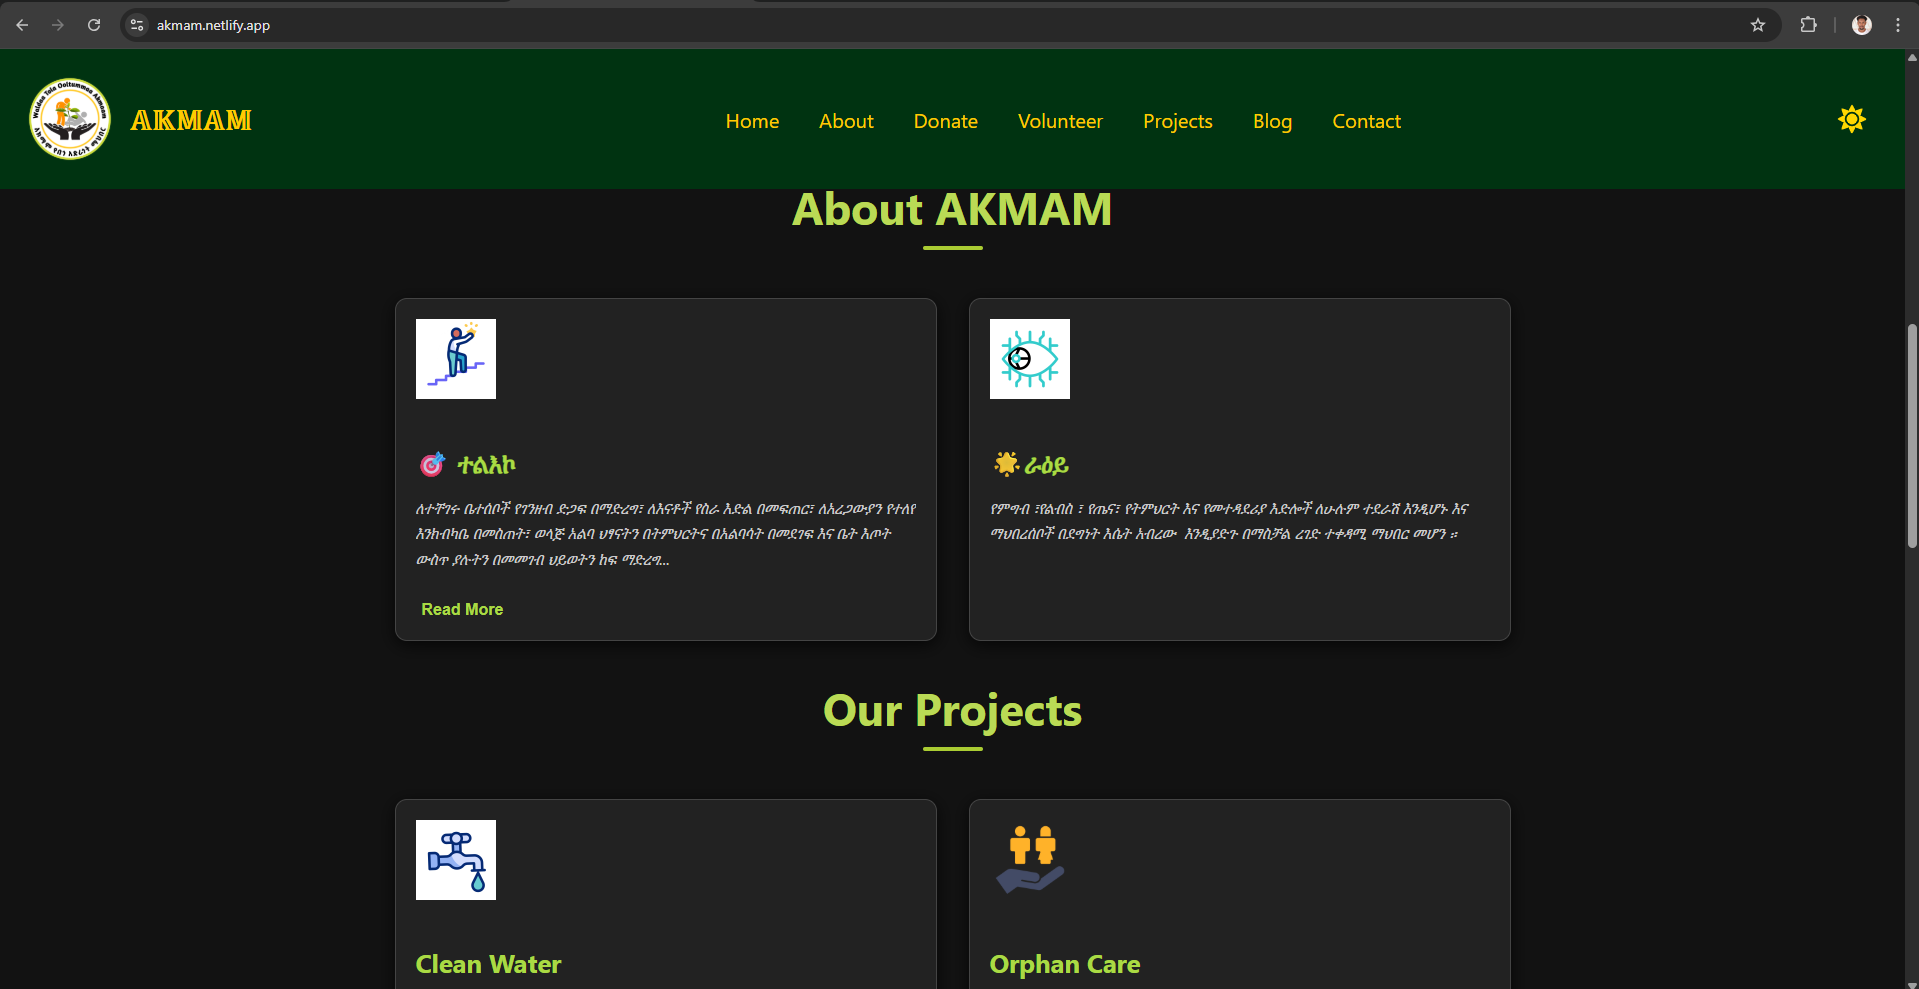 akmam.netlify.app
AKMAM
Home About Donate Volunteer Projects Blog Contact
About AKMAM
ተልእኮ
ለተቸገሩ ቤተሰቦች የገንዘብ ድጋፍ በማድረግ፣ ለእናቶች የስራ እድል በመፍጠር፣ ለአረጋውያን የተለየ
እንክብካቤ በመስጠት፣ ወላጅ አልባ ህፃናትን በትምህርትና በአልባሳት በመደገፍ እና ቤት እጦት
ውስጥ ያሉትን በመመገብ ህይወትን ከፍ ማድረግ...
Read More
ራዕይ
የምግብ ፣የልብስ ፣ የጤና፣ የትምህርት እና የመተዳደሪያ እድሎች ለሁሉም ተደራሽ እንዲሆኑ እና
ማህበረሰቦች በደግነት እሴት አብረው እንዲያድጉ በማስቻል ረገድ ተቀዳሚ ማህበር መሆን ።
Our Projects
Clean Water
Orphan Care